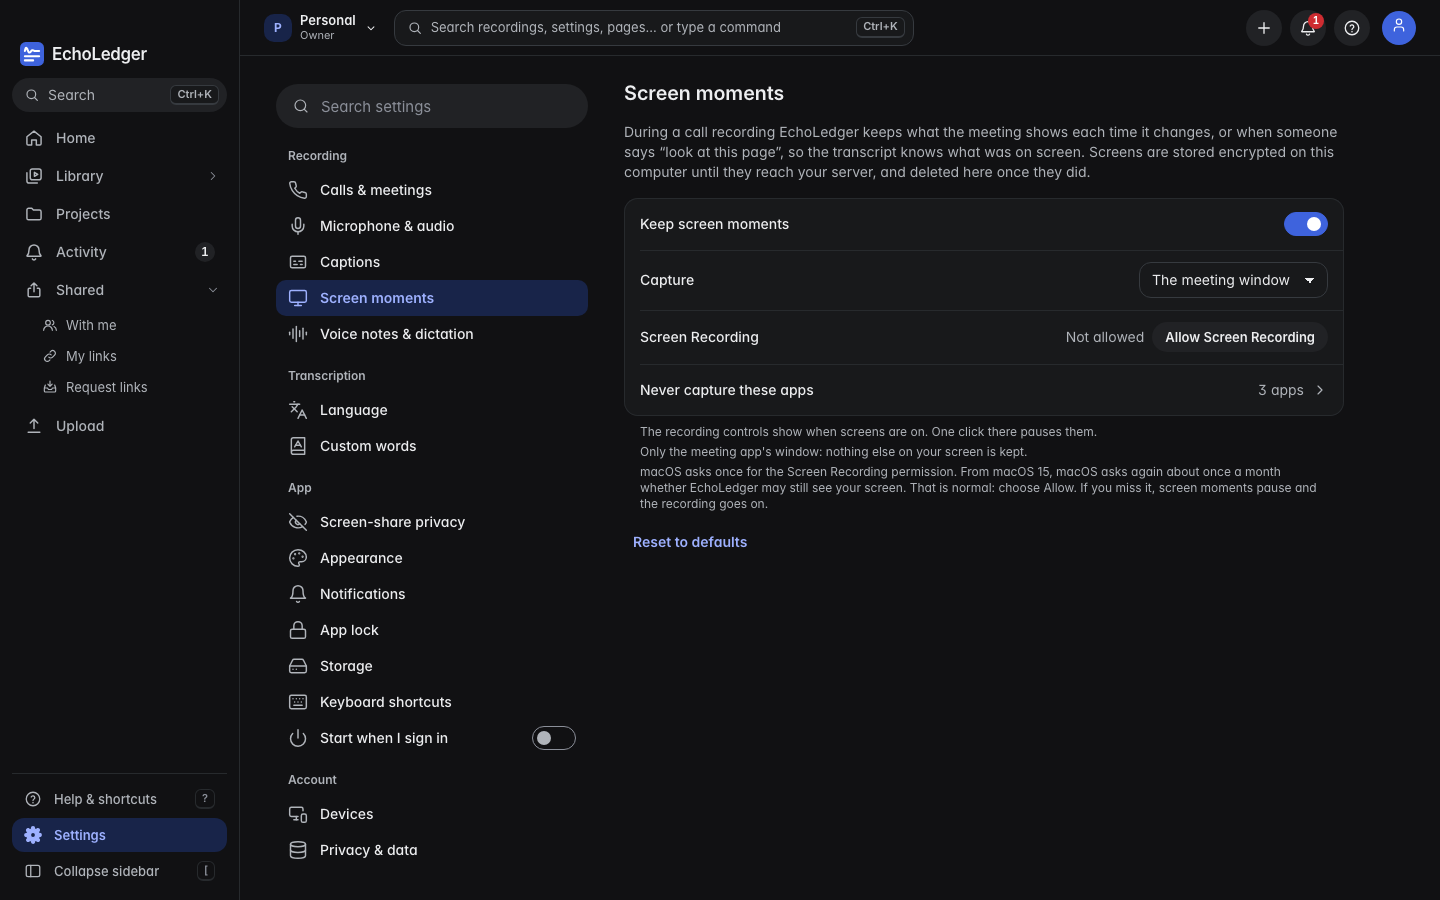 EchoLedger
Search
Ctrl+K
Home
Library
Projects
Activity
1
Shared
With me
My links
Request links
Upload
Help & shortcuts
?
Settings
Collapse sidebar
[
P
Personal
Owner
Search recordings, settings, pages... or type a command
Ctrl+K
1
Search settings
Recording
Calls & meetings
Microphone & audio
Captions
Screen moments
Voice notes & dictation
Transcription
Language
Custom words
App
Screen-share privacy
Appearance
Notifications
App lock
Storage
Keyboard shortcuts
Start when I sign in
Account
Devices
Privacy & data
Screen moments
During a call recording EchoLedger keeps what the meeting shows each time it changes, or when someone
says “look at this page”, so the transcript knows what was on screen. Screens are stored encrypted on this
computer until they reach your server, and deleted here once they did.
Keep screen moments
Capture
The meeting window
Screen Recording
Not allowed
Allow Screen Recording
Never capture these apps
3 apps
The recording controls show when screens are on. One click there pauses them.
Only the meeting app's window: nothing else on your screen is kept.
macOS asks once for the Screen Recording permission. From macOS 15, macOS asks again about once a month
whether EchoLedger may still see your screen. That is normal: choose Allow. If you miss it, screen moments pause and
the recording goes on.
Reset to defaults